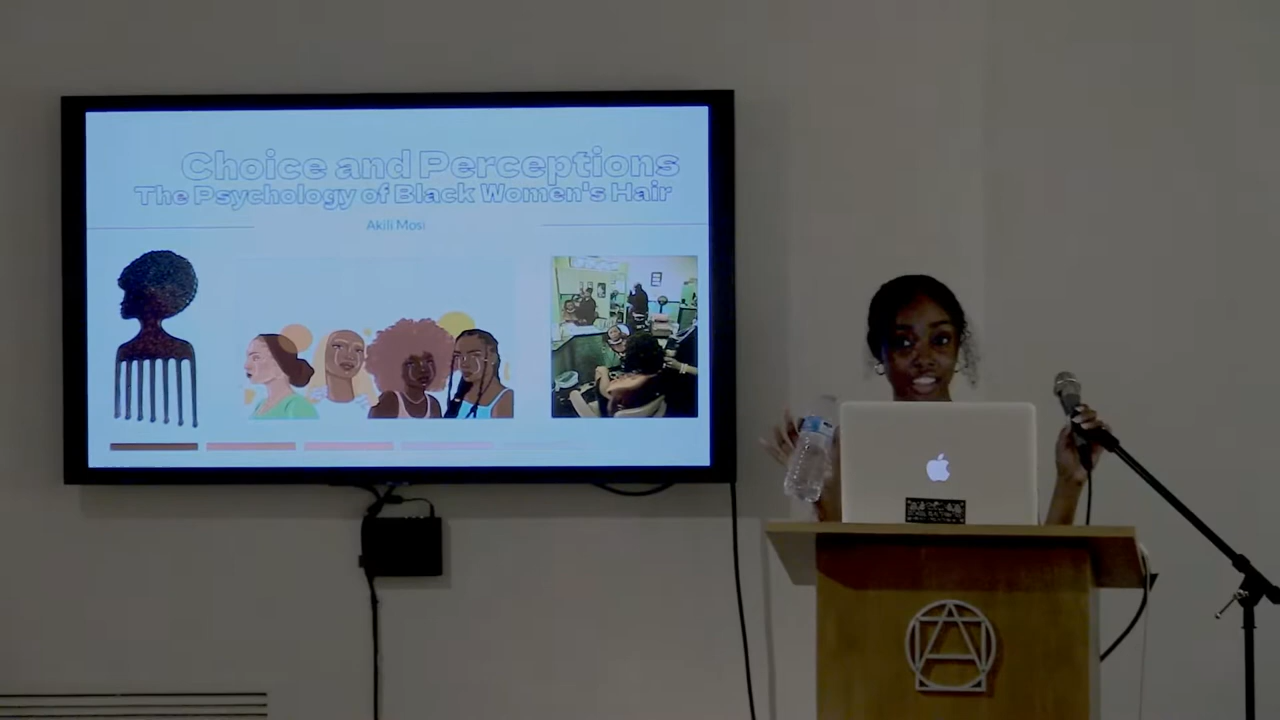 Choice and Perceptions
The Psychology of Black Women's Hair
Akili Mosi